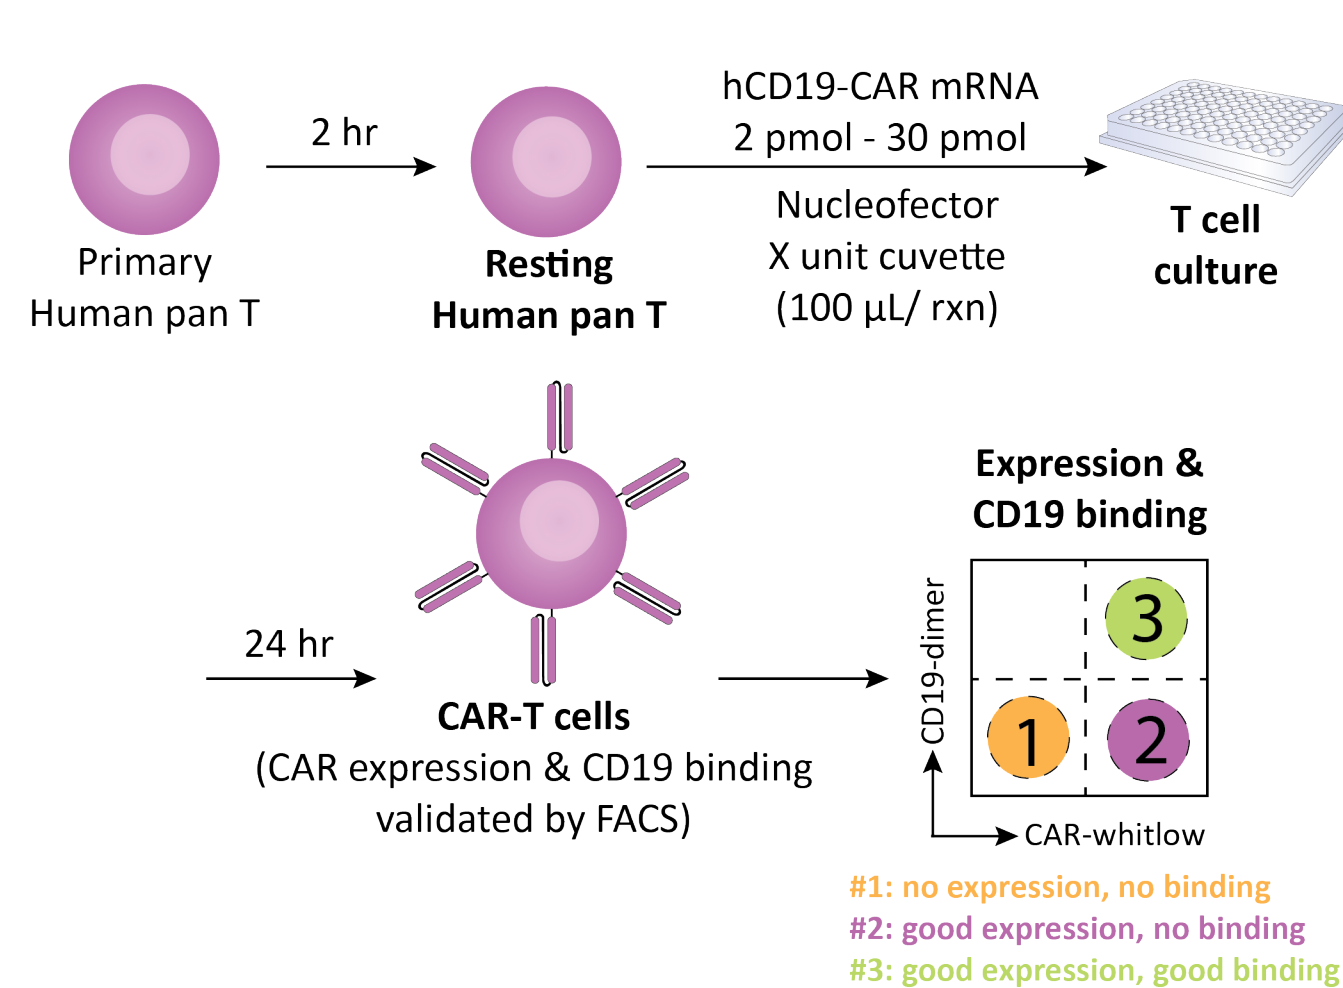 Primary
Human pan T
2 hr
Resting
Human pan T
hCD19-CAR mRNA
2 pmol - 30 pmol
Nucleofector
X unit cuvette
(100 µL/ rxn)
T cell
culture
24 hr
CAR-T cells
(CAR expression & CD19 binding
validated by FACS)
Expression &
CD19 binding
CD19-dimer
3
1
2
CAR-whitlow
#1: no expression, no binding
#2: good expression, no binding
#3: good expression, good binding